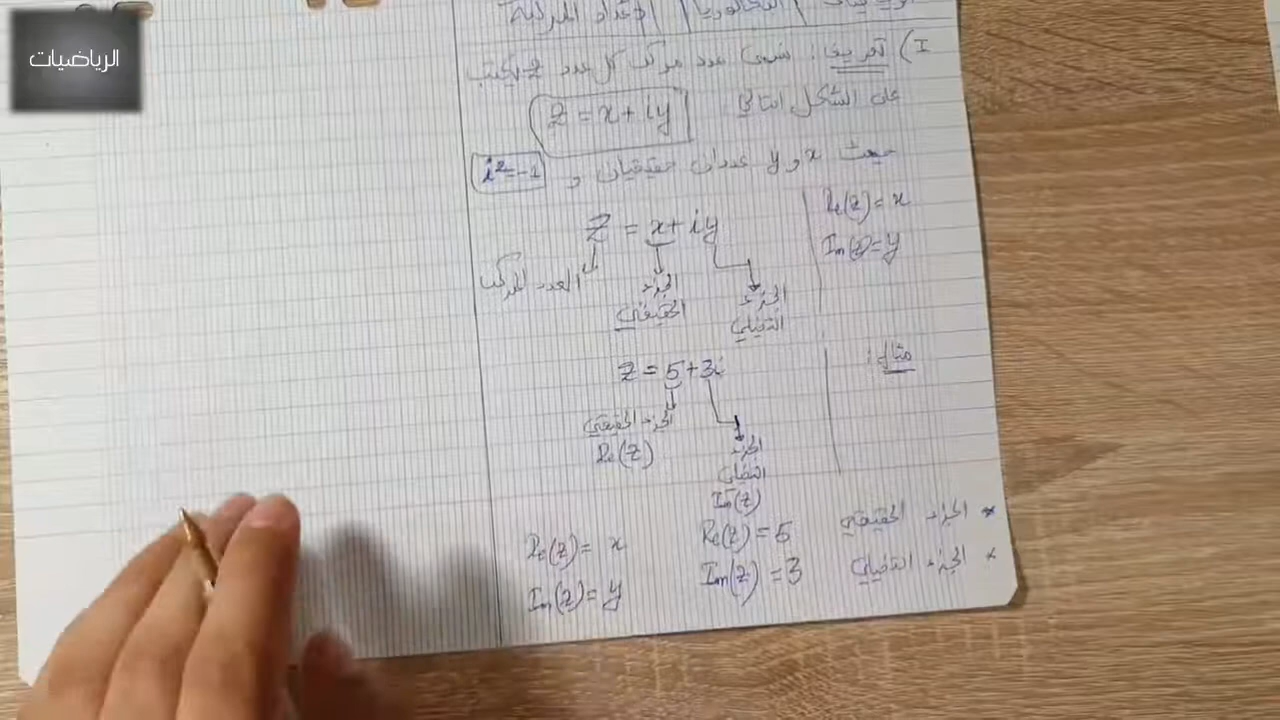 الرياضيات
الرياضيات | البكالوريا | الأعداد المركبة
I) تعريف: نسمي عدد مركب كل عدد Z يكتب
على الشكل التالي Z = x + iy
حيث x و y عددان حقيقيان و i² = -1
Z = x + iy
Re(z) = x
Im(z) = y
العدد المركب
الجزء الحقيقي
الجزء التخيلي
مثال:
Z = 5 + 3i
الجزء الحقيقي
Re(z)
الجزء التخيلي
Im(z)
* الجزء الحقيقي Re(z) = 5 Re(z) = x
* الجزء التخيلي Im(z) = 3 Im(z) = y